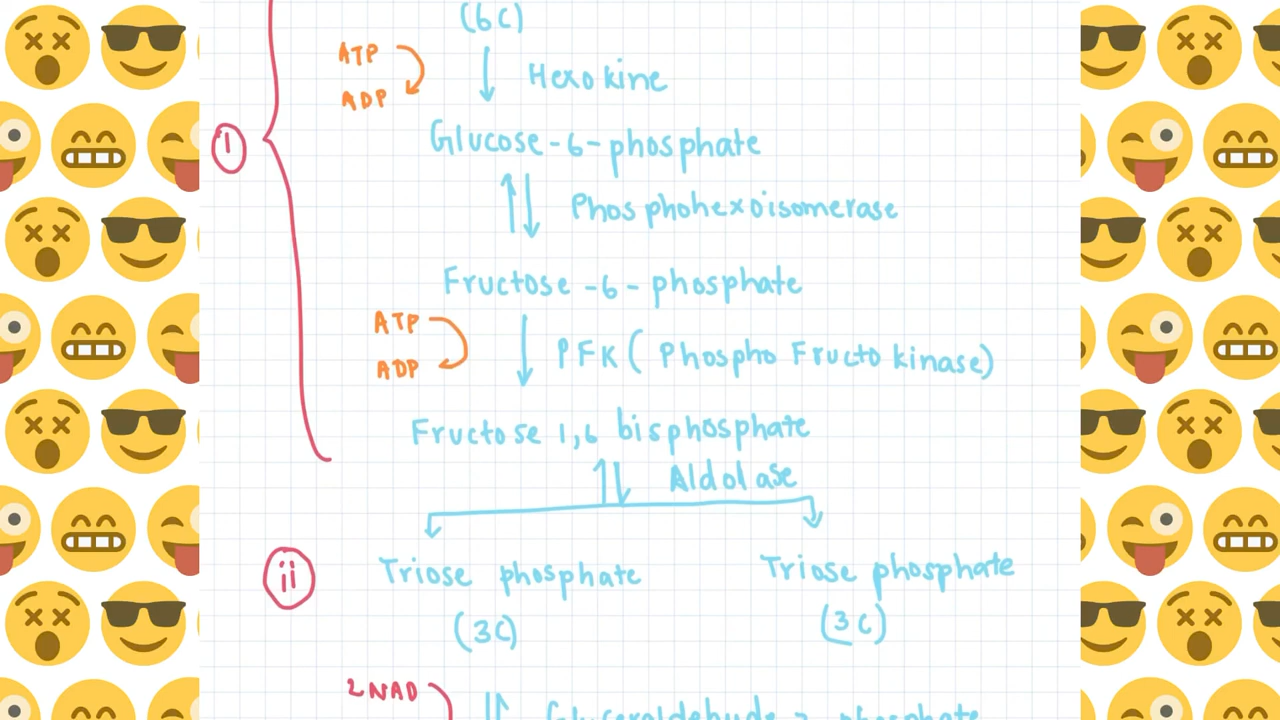 (6C)
ATP
ADP
Hexokine
Glucose-6-phosphate
Phosphohexoisomerase
Fructose -6- phosphate
ATP
ADP
PFK ( Phospho Fructo kinase)
Fructose 1,6 bisphosphate
Aldolase
Triose phosphate
Triose phosphate
ii
(3C)
(3C)
2NAD